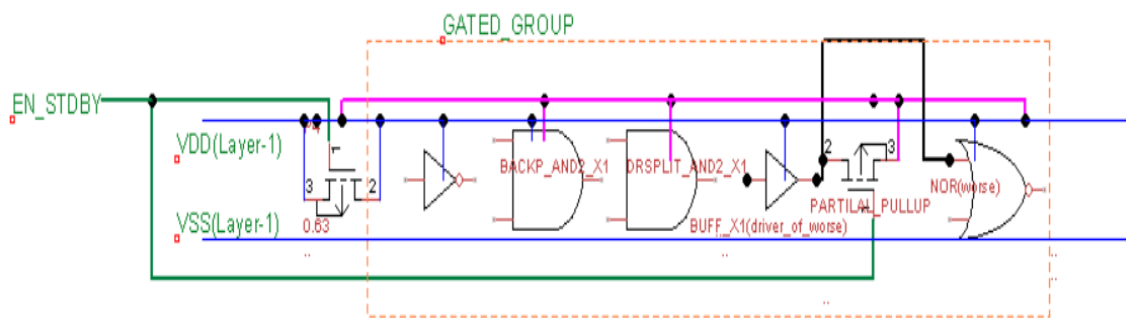 GATED_GROUP
EN_STDBY
VDD(Layer-1)
1
3
2
0.63
VSS(Layer-1)
BACKP_AND2_X1
DRSPLIT_AND2_X1
BUFF_X1(driver_of_worse)
2
3
PARTILAL_PULLUP
NOR(worse)